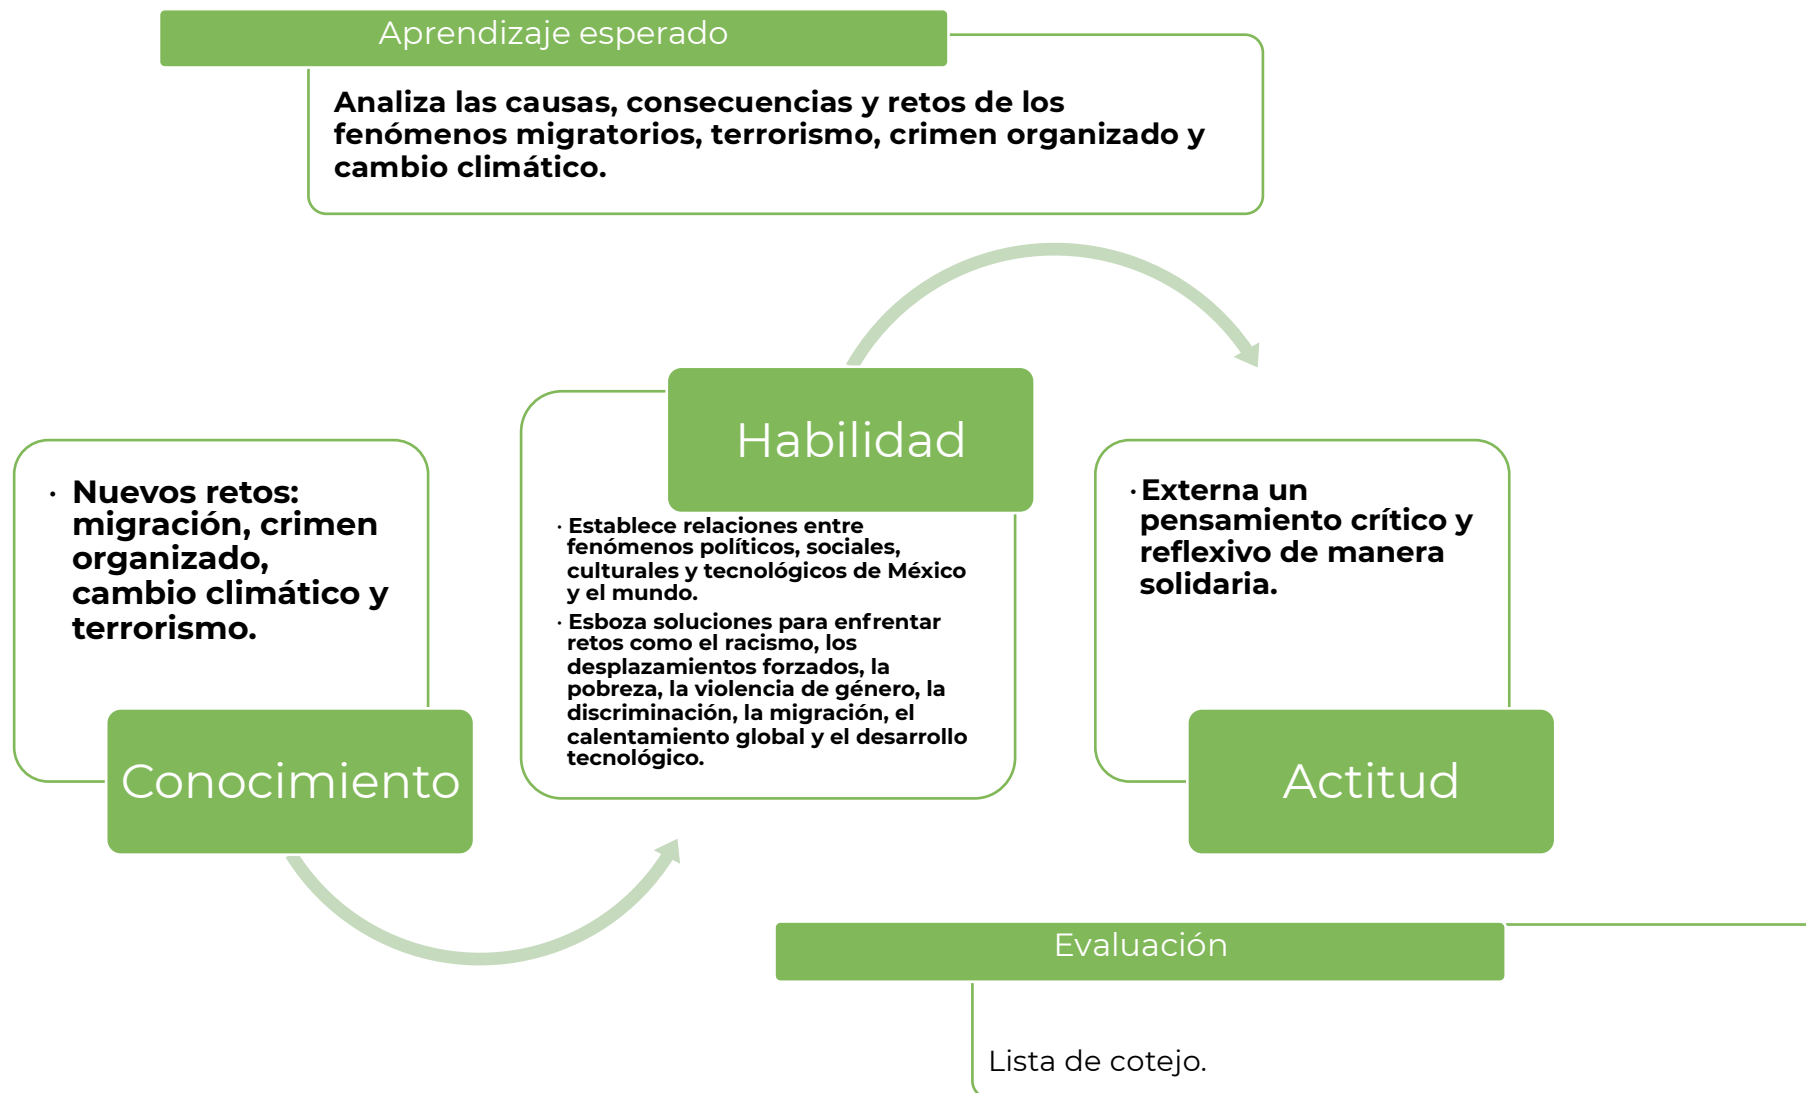 Aprendizaje esperado
Analiza las causas, consecuencias y retos de los
fenómenos migratorios, terrorismo, crimen organizado y
cambio climático.
· Nuevos retos:
migración, crimen
organizado,
cambio climático y
terrorismo.
Conocimiento
Habilidad
· Establece relaciones entre
fenómenos políticos, sociales,
culturales y tecnológicos de México
y el mundo.
· Esboza soluciones para enfrentar
retos como el racismo, los
desplazamientos forzados, la
pobreza, la violencia de género, la
discriminación, la migración, el
calentamiento global y el desarrollo
tecnológico.
· Externa un
pensamiento crítico y
reflexivo de manera
solidaria.
Actitud
Evaluación
Lista de cotejo.